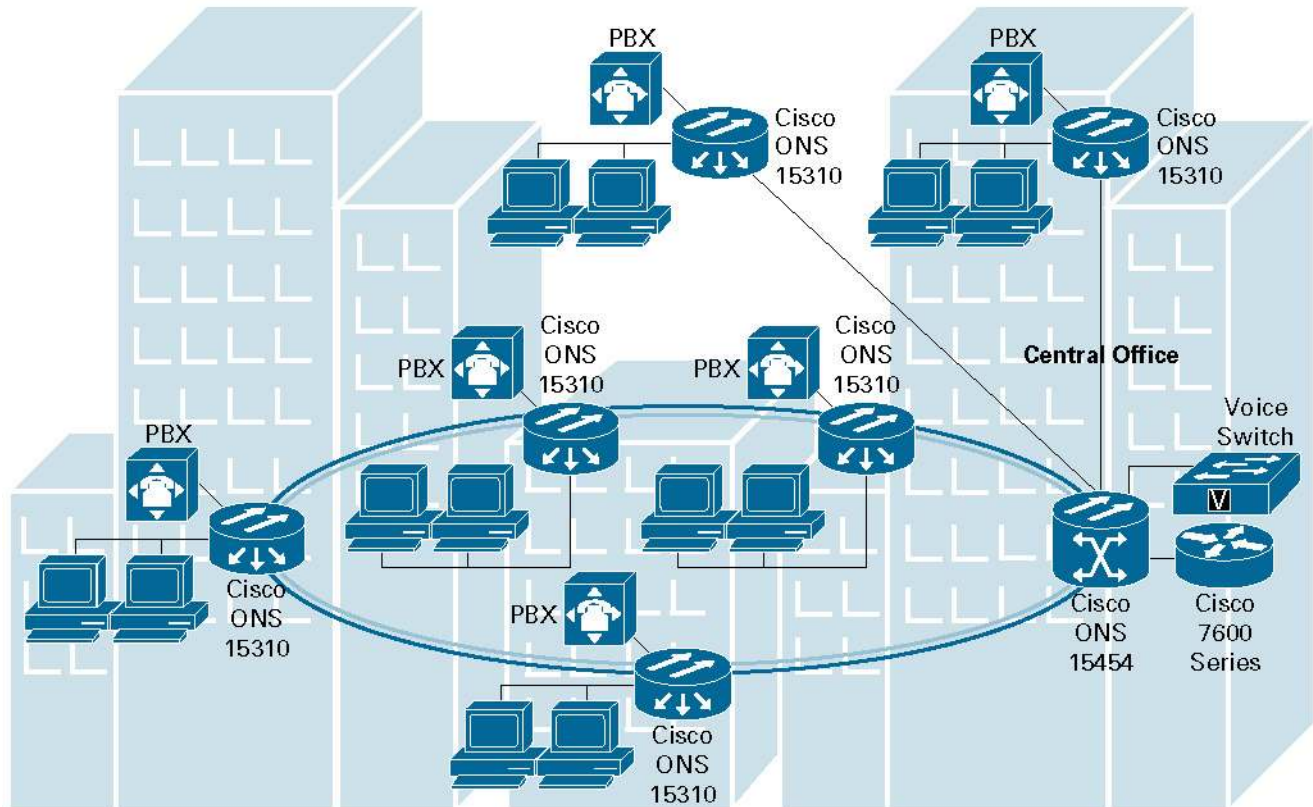 PBX
Cisco
ONS
15310
PBX
Cisco
ONS
15310
PBX
Cisco
ONS
15310
PBX
Cisco
ONS
15310
Central Office
Voice
Switch
V
PBX
Cisco
ONS
15310
PBX
Cisco
ONS
15310
Cisco
ONS
15454
Cisco
7600
Series